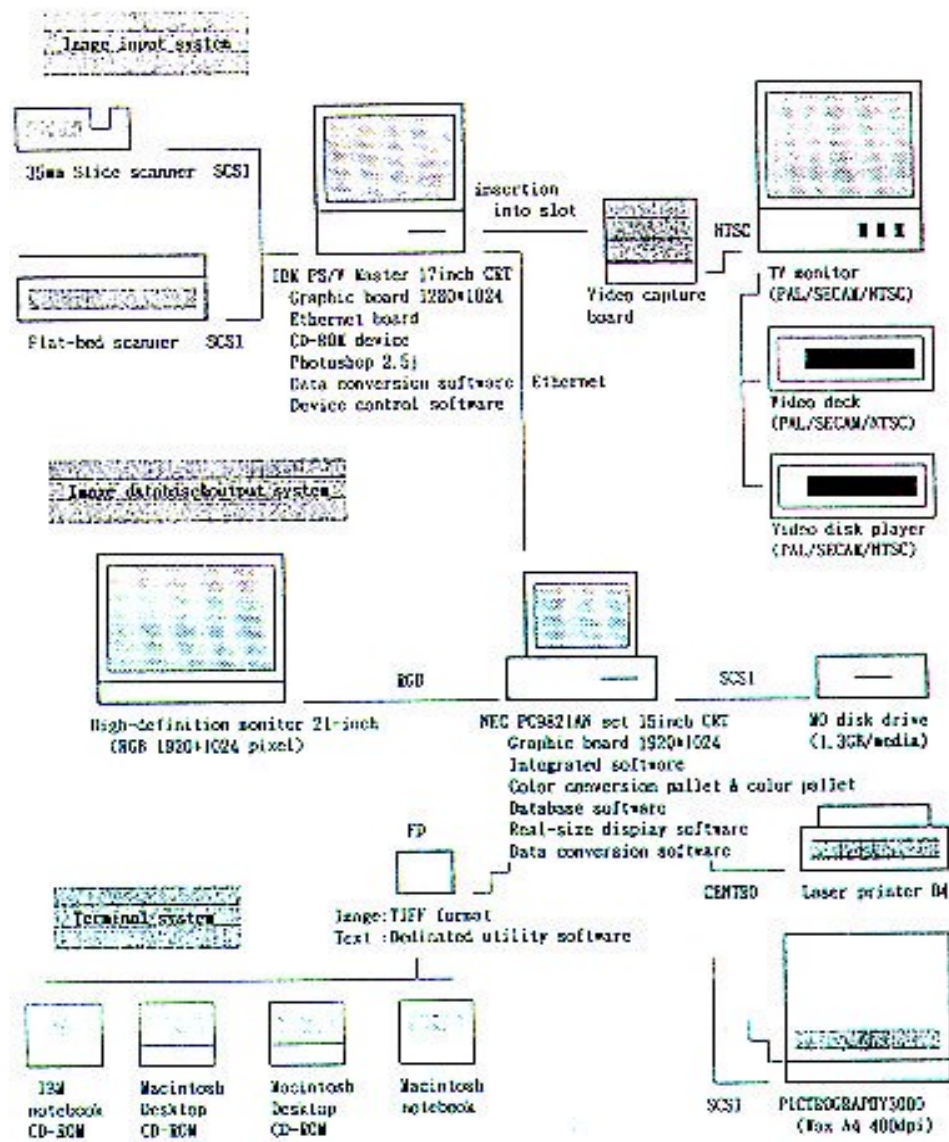 Image input system
35mm Slide scanner SCSI
Flat-bed scanner SCSI
IBM PS/V Master 17inch CRT
Graphic board 1280*1024
Ethernet board
CD-ROM device
Photoshop 2.5j
Data conversion software
Device control software
insertion
into slot
Video capture
board
NTSC
TV monitor
(PAL/SECAM/NTSC)
Video deck
(PAL/SECAM/NTSC)
Video disk player
(PAL/SECAM/NTSC)
Ethernet
Image database&output system
High-definition monitor 21-inch
(RGB 1920*1024 pixel)
RGB
NEC PC9821AN set 15inch CRT
Graphic board 1920*1024
Integrated software
Color conversion pallet & color pallet
Database software
Real-size display software
Data conversion software
SCSI
MO disk drive
(1.3GB/media)
CENTRO
Laser printer B4
SCSI
PICTROGRAPHY3000
(Max A4 400dpi)
FD
Image:TIFF format
Text :Dedicated utility software
Terminal system
IBM
notebook
CD-ROM
Macintosh
Desktop
CD-ROM
Macintosh
Desktop
CD-ROM
Macintosh
notebook